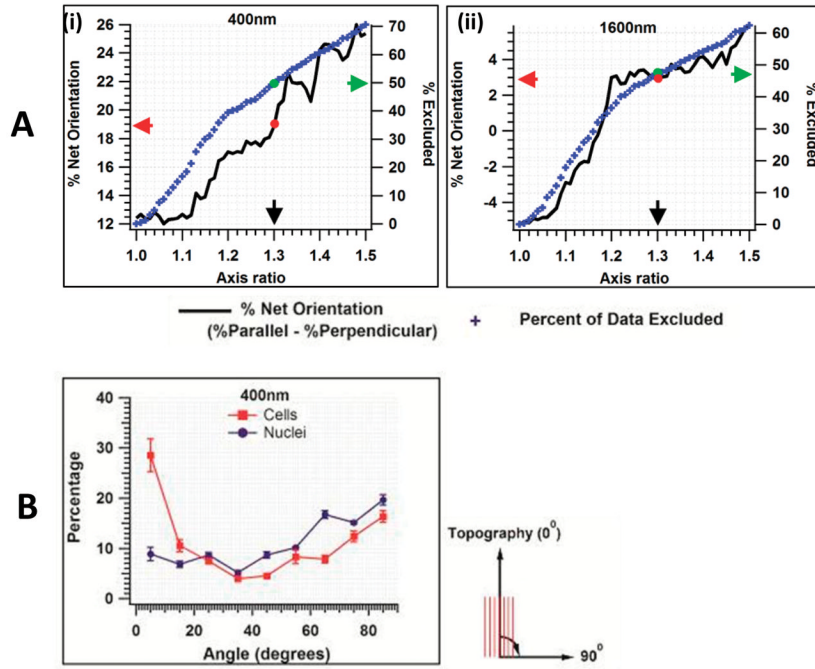 (i)
400nm
26
24
22
20
18
16
14
12
% Net Orientation
70
60
50
40
30
20
10
0
% Excluded
1.0 1.1 1.2 1.3 1.4 1.5
Axis ratio
(ii)
1600nm
4
2
0
-2
-4
% Net Orientation
60
50
40
30
20
10
0
% Excluded
1.0 1.1 1.2 1.3 1.4 1.5
Axis ratio
A
% Net Orientation
(%Parallel - %Perpendicular)
+ Percent of Data Excluded
B
400nm
Cells
Nuclei
40
30
20
10
0
Percentage
0 20 40 60 80
Angle (degrees)
Topography (0⁰)
90⁰